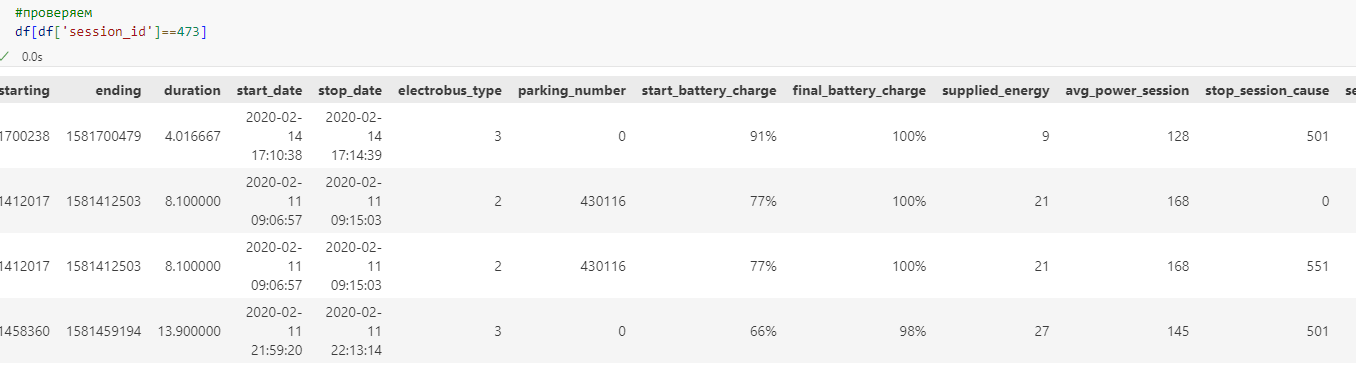 #проверяем
df[df['session_id']==473]
0.0s
starting ending duration start_date stop_date electrobus_type parking_number start_battery_charge final_battery_charge supplied_energy avg_power_session stop_session_cause se
2020-02- 2020-02-
1700238 1581700479 4.016667 14 14 3 0 91% 100% 9 128 501
17:10:38 17:14:39
2020-02- 2020-02-
1412017 1581412503 8.100000 11 11 2 430116 77% 100% 21 168 0
09:06:57 09:15:03
2020-02- 2020-02-
1412017 1581412503 8.100000 11 11 2 430116 77% 100% 21 168 551
09:06:57 09:15:03
2020-02- 2020-02-
1458360 1581459194 13.900000 11 11 3 0 66% 98% 27 145 501
21:59:20 22:13:14